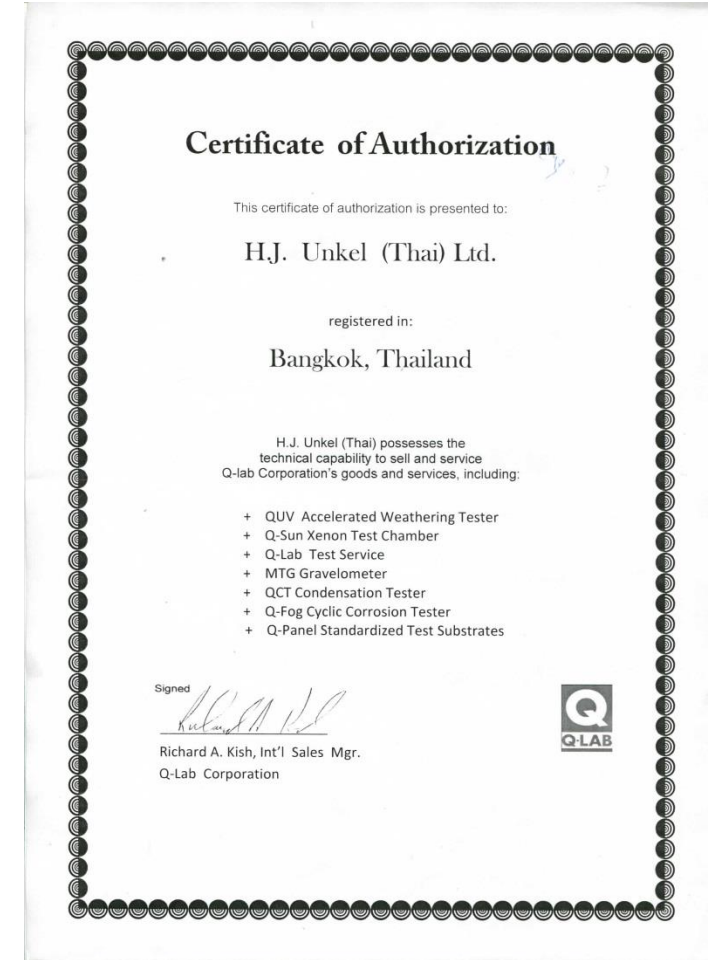 Certificate of Authorization
This certificate of authorization is presented to:
H.J. Unkel (Thai) Ltd.
registered in:
Bangkok, Thailand
H.J. Unkel (Thai) possesses the
technical capability to sell and service
Q-lab Corporation's goods and services, including:
+ QUV Accelerated Weathering Tester
+ Q-Sun Xenon Test Chamber
+ Q-Lab Test Service
+ MTG Gravelometer
+ QCT Condensation Tester
+ Q-Fog Cyclic Corrosion Tester
+ Q-Panel Standardized Test Substrates
Signed
Richard A. Kish, Int'l Sales Mgr.
Q-Lab Corporation
Q
Q-LAB